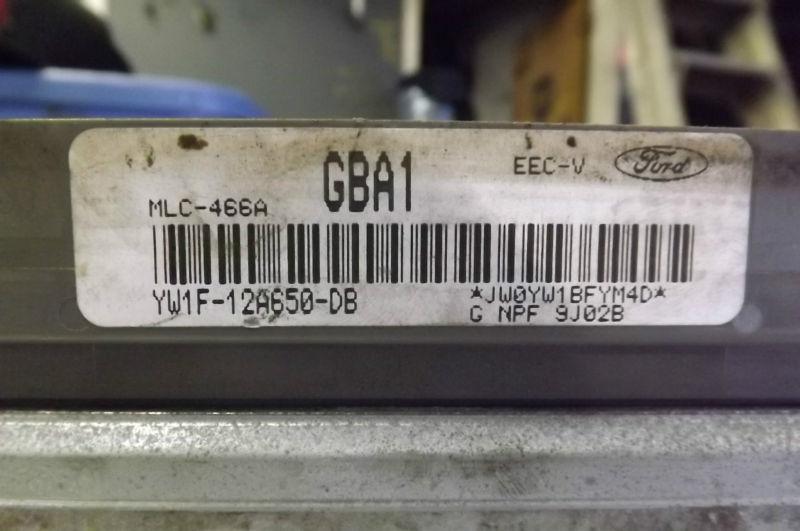 GBA1
EEC-V Ford
MLC-466A
YW1F-12A650-DB
*JW0YW1BFYM4D*
G NPF 9J02B